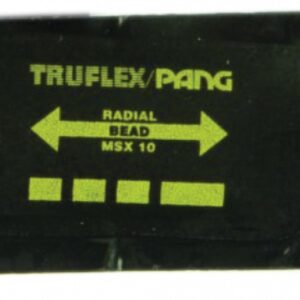 TRUFLEX/PANG
RADIAL
BEAD
MSX 10